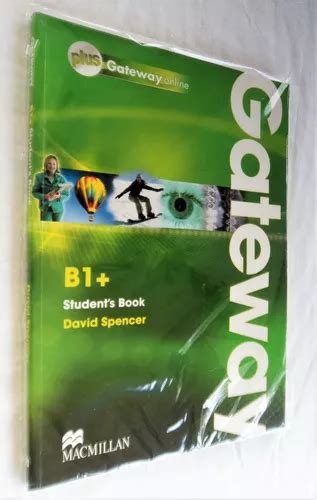 plus Gateway online
Gateway
B1+
Student's Book
David Spencer
MACMILLAN